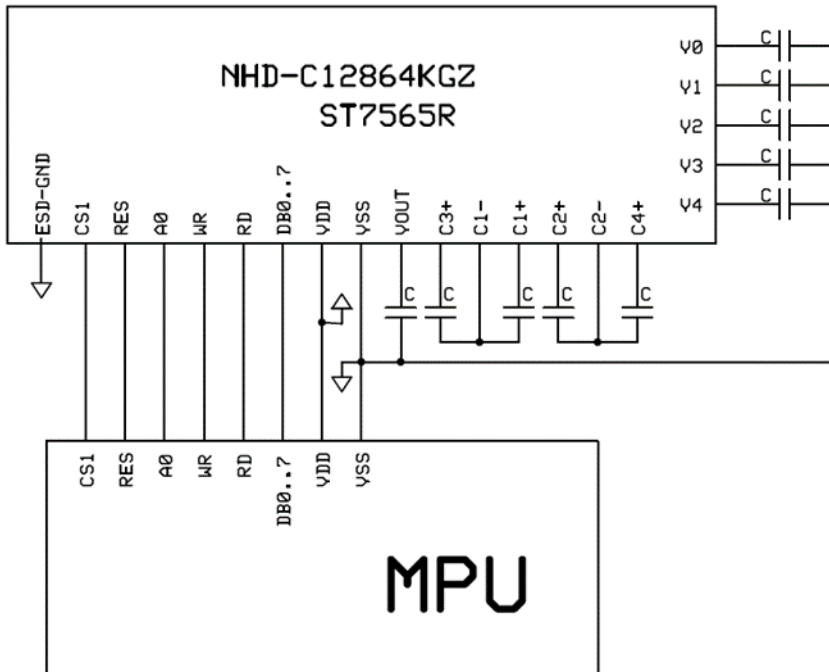 NHD-C12864KGZ
ST7565R
V0 C
V1 C
V2 C
V3 C
V4 C
ESD-GND CS1 RES A0 WR RD DB0..7 VDD VSS VOUT C3+ C1- C1+ C2+ C2- C4+
C C C C C
CS1 RES A0 WR RD DB0..7 VDD VSS
MPU